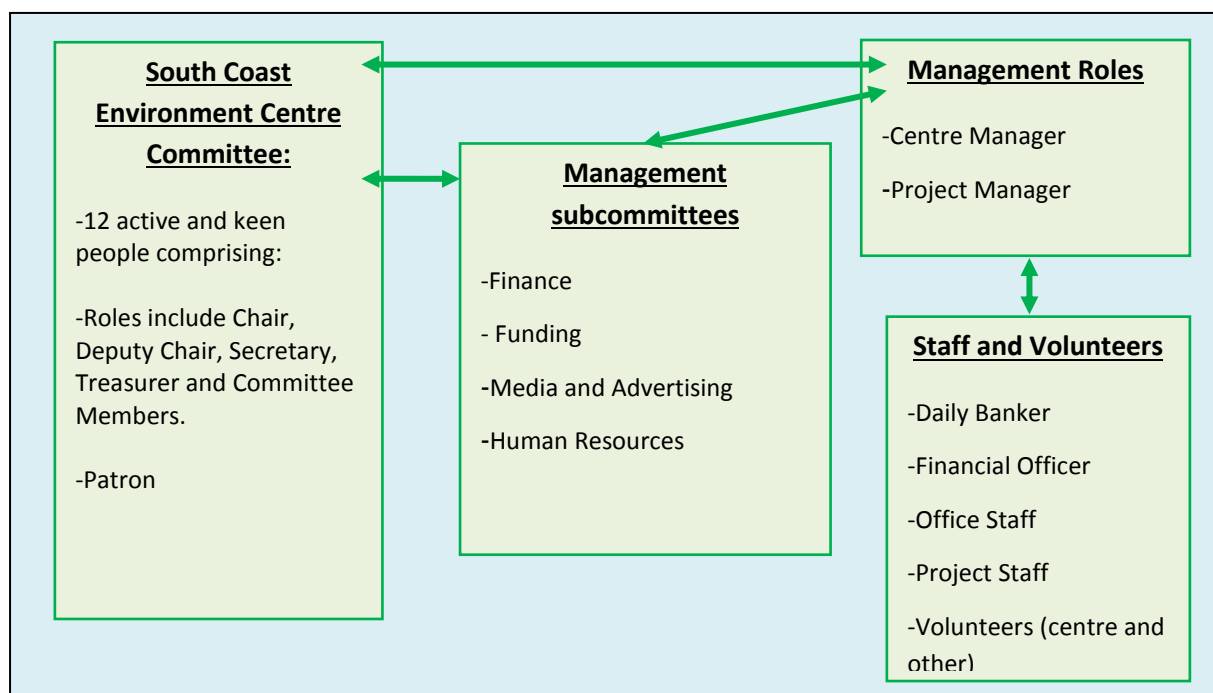 South Coast
Environment Centre
Committee:
-12 active and keen
people comprising:
-Roles include Chair,
Deputy Chair, Secretary,
Treasurer and Committee
Members.
-Patron
Management
subcommittees
-Finance
- Funding
-Media and Advertising
-Human Resources
Management Roles
-Centre Manager
-Project Manager
Staff and Volunteers
-Daily Banker
-Financial Officer
-Office Staff
-Project Staff
-Volunteers (centre and
other)